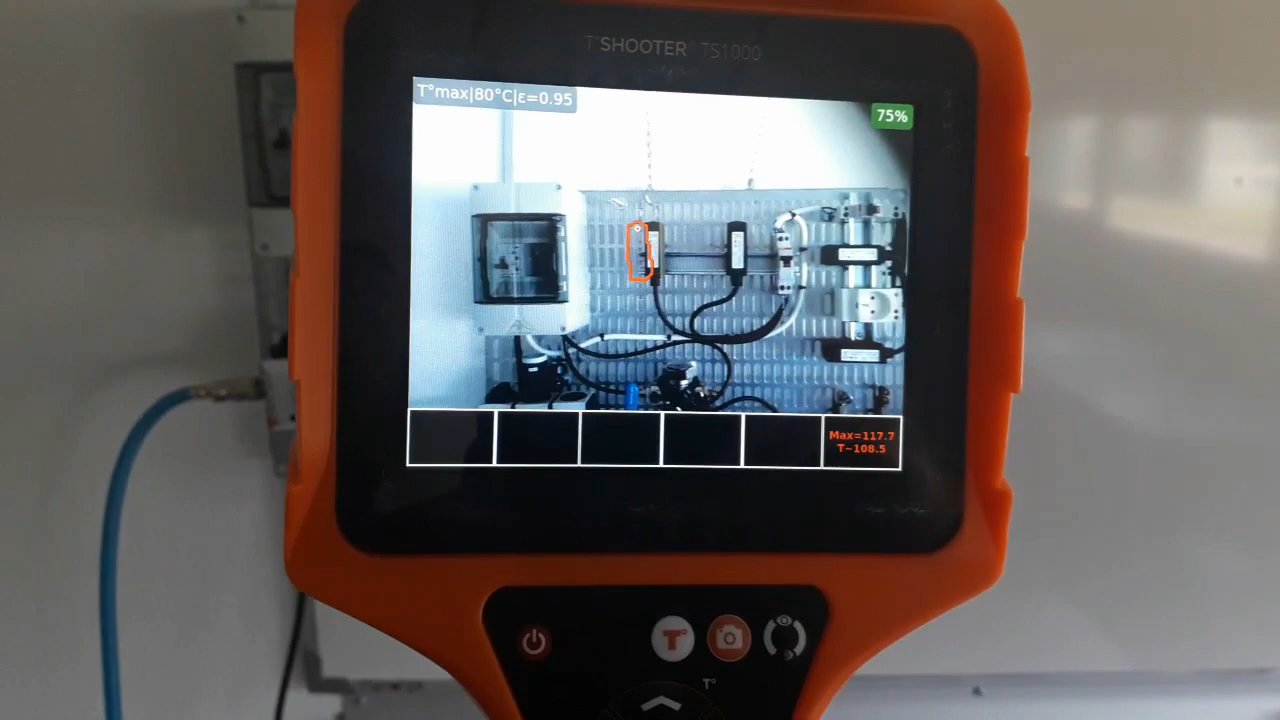 T°SHOOTER® TS1000
T°max|80°C|ε=0.95
75%
Max=117.7
T~108.5
T°
T°